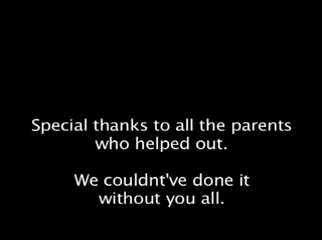 Special thanks to all the parents
who helped out.
We couldnt've done it
without you all.